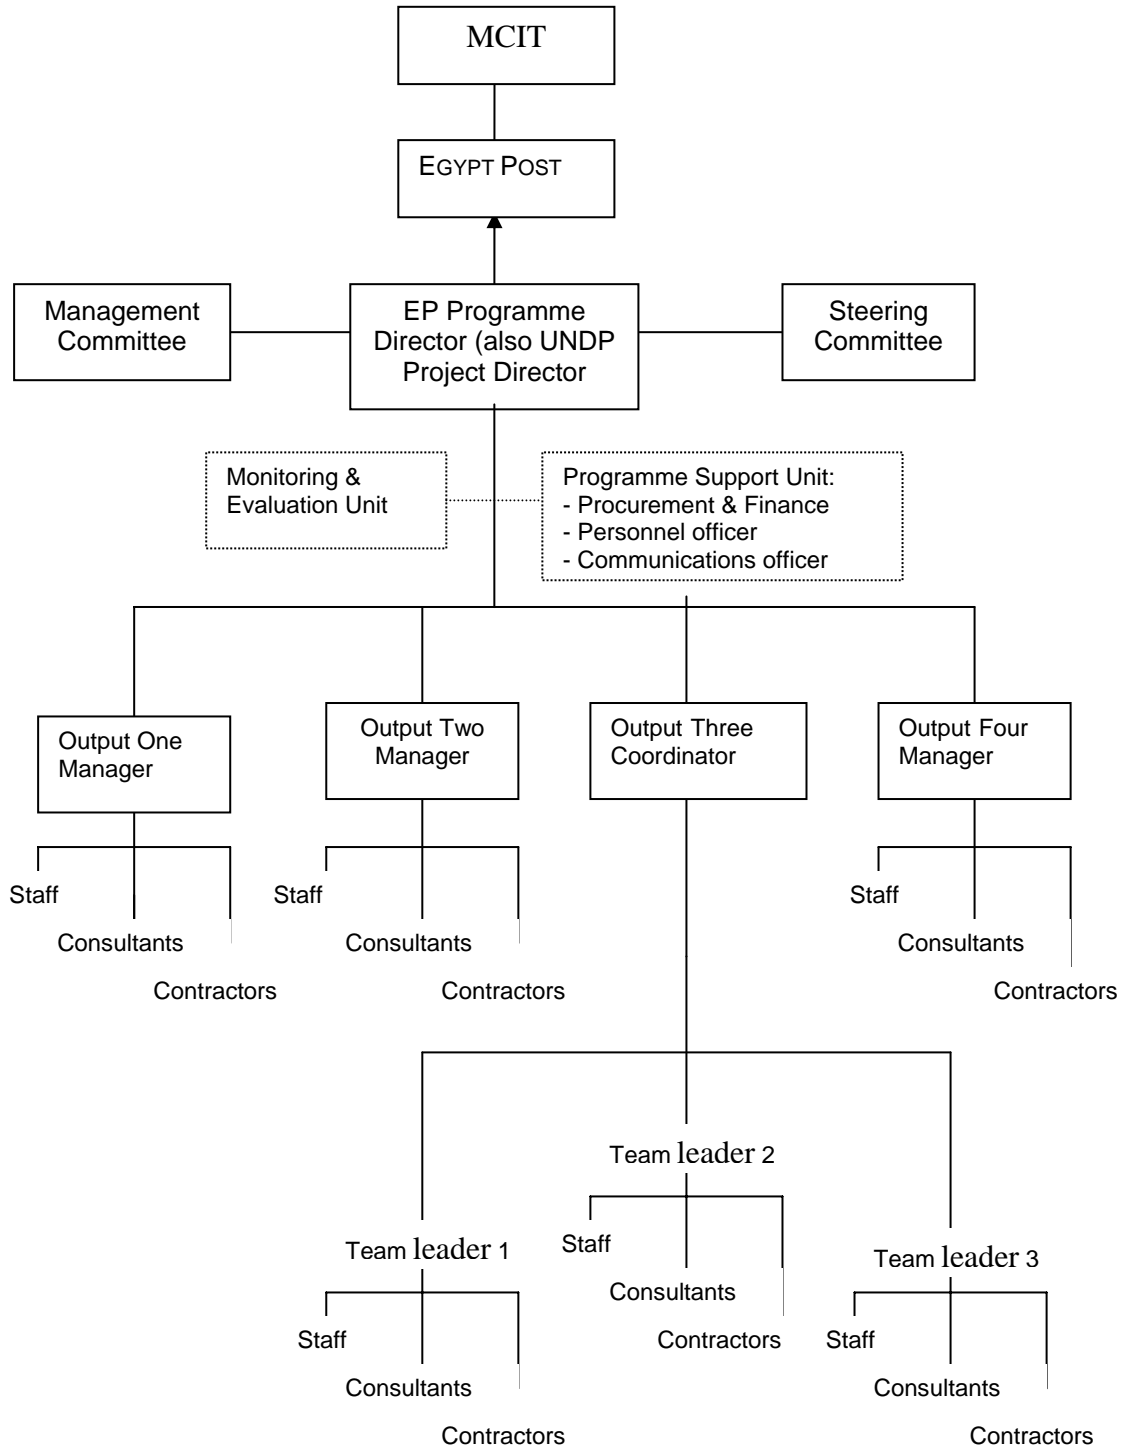 MCIT
EGYPT POST
Management
Committee
EP Programme
Director (also UNDP
Project Director
Steering
Committee
Monitoring &
Evaluation Unit
Programme Support Unit:
- Procurement & Finance
- Personnel officer
- Communications officer
Output One
Manager
Output Two
Manager
Output Three
Coordinator
Output Four
Manager
Staff
Consultants
Contractors
Staff
Consultants
Contractors
Staff
Consultants
Contractors
Team leader 1
Staff
Consultants
Contractors
Team leader 2
Staff
Consultants
Contractors
Team leader 3
Staff
Consultants
Contractors